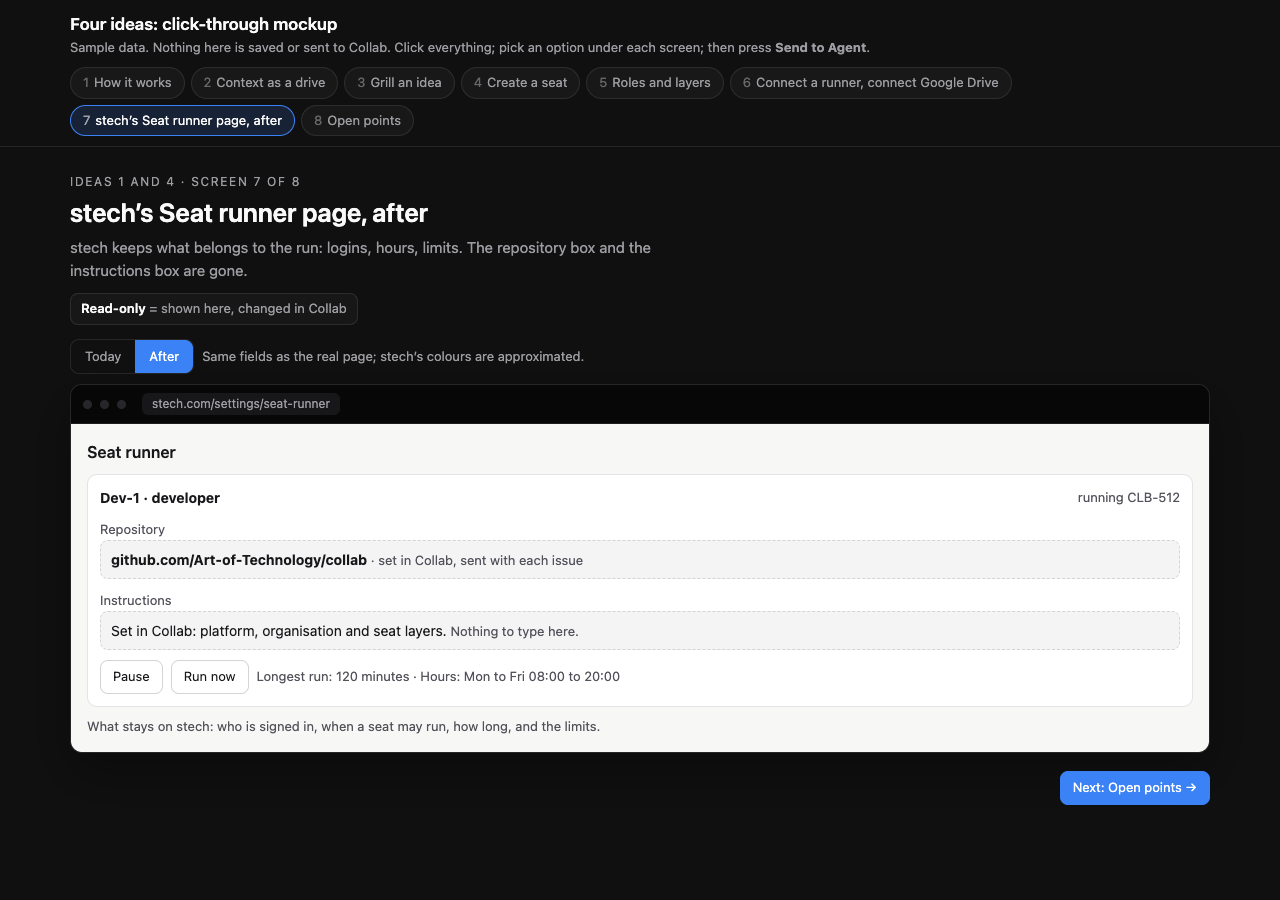 Four ideas: click-through mockup
Sample data. Nothing here is saved or sent to Collab. Click everything; pick an option under each screen; then press Send to Agent.
1 How it works
2 Context as a drive
3 Grill an idea
4 Create a seat
5 Roles and layers
6 Connect a runner, connect Google Drive
7 stech’s Seat runner page, after
8 Open points
IDEAS 1 AND 4 · SCREEN 7 OF 8
stech’s Seat runner page, after
stech keeps what belongs to the run: logins, hours, limits. The repository box and the
instructions box are gone.
Read-only = shown here, changed in Collab
Today After Same fields as the real page; stech’s colours are approximated.
stech.com/settings/seat-runner
Seat runner
Dev-1 · developer running CLB-512
Repository
github.com/Art-of-Technology/collab · set in Collab, sent with each issue
Instructions
Set in Collab: platform, organisation and seat layers. Nothing to type here.
Pause Run now Longest run: 120 minutes · Hours: Mon to Fri 08:00 to 20:00
What stays on stech: who is signed in, when a seat may run, how long, and the limits.
Next: Open points →